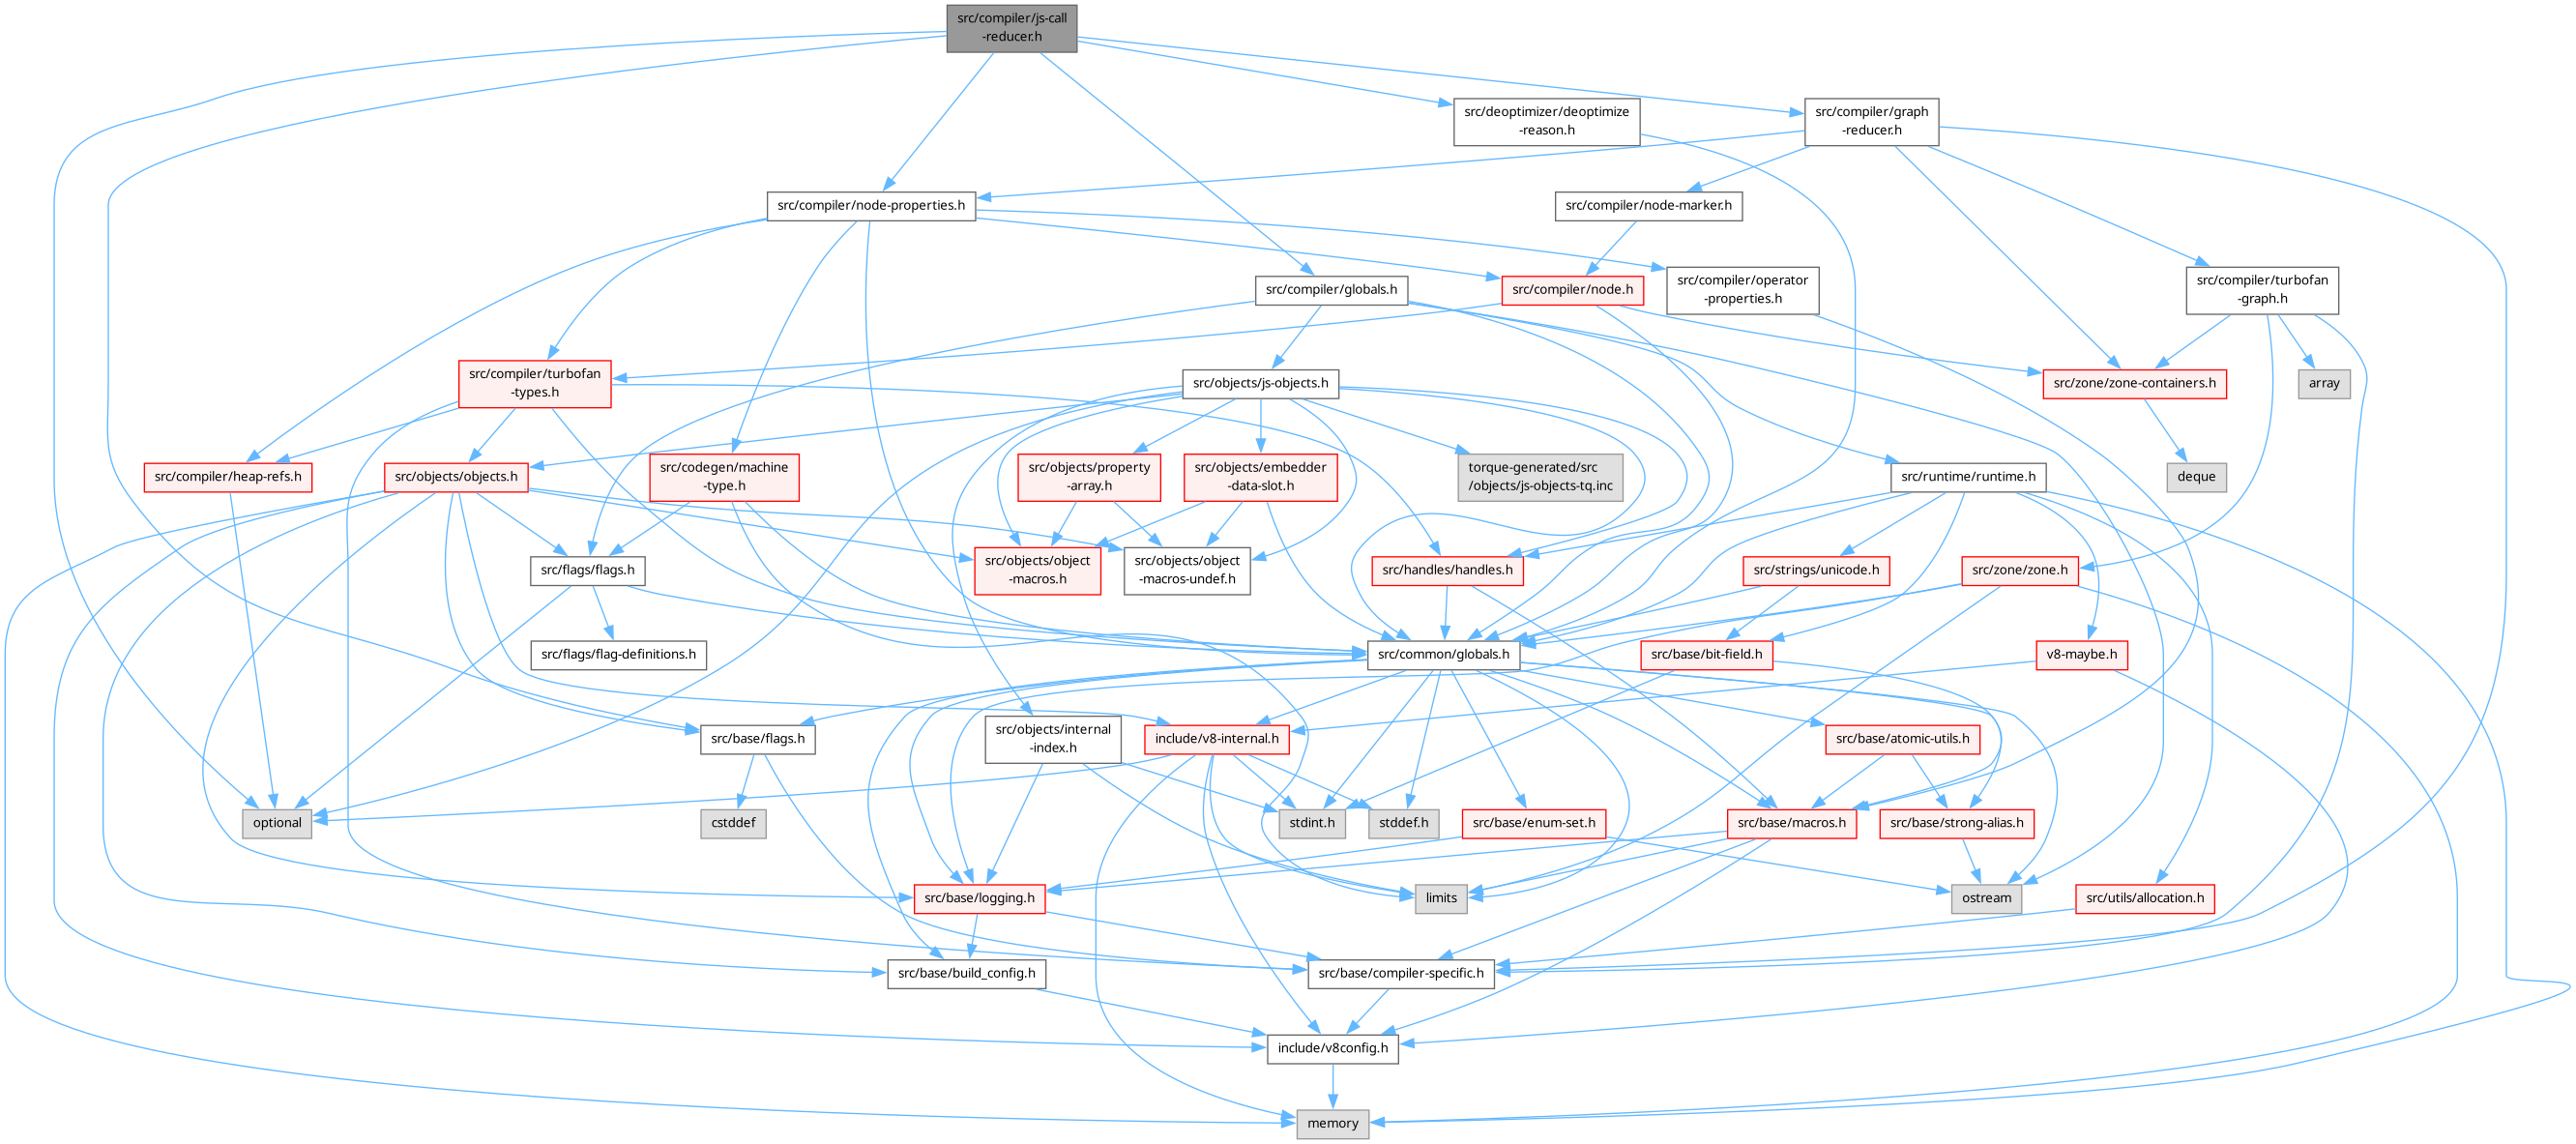 src/compiler/js-call
-reducer.h
src/deoptimizer/deoptimize
-reason.h
src/compiler/graph
-reducer.h
src/compiler/node-properties.h
src/compiler/node-marker.h
src/compiler/globals.h
src/compiler/node.h
src/compiler/operator
-properties.h
src/compiler/turbofan
-graph.h
src/compiler/turbofan
-types.h
src/objects/js-objects.h
src/zone/zone-containers.h
array
src/compiler/heap-refs.h
src/objects/objects.h
src/codegen/machine
-type.h
src/objects/property
-array.h
src/objects/embedder
-data-slot.h
torque-generated/src
/objects/js-objects-tq.inc
src/runtime/runtime.h
deque
src/flags/flags.h
src/objects/object
-macros.h
src/objects/object
-macros-undef.h
src/handles/handles.h
src/strings/unicode.h
src/zone/zone.h
src/flags/flag-definitions.h
src/common/globals.h
src/base/bit-field.h
v8-maybe.h
src/base/flags.h
src/objects/internal
-index.h
include/v8-internal.h
src/base/atomic-utils.h
optional
cstddef
stdint.h
stddef.h
src/base/enum-set.h
src/base/macros.h
src/base/strong-alias.h
src/base/logging.h
limits
ostream
src/utils/allocation.h
src/base/build_config.h
src/base/compiler-specific.h
include/v8config.h
memory